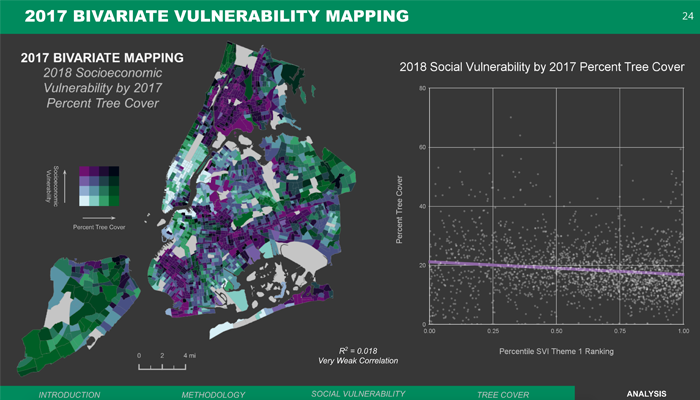 2017 BIVARIATE VULNERABILITY MAPPING
24
2017 BIVARIATE MAPPING
2018 Socioeconomic
Vulnerability by 2017
Percent Tree Cover
Socioeconomic
Vulnerability
Percent Tree Cover
0 2 4 mi
2018 Social Vulnerability by 2017 Percent Tree Cover
Percent Tree Cover
80
60
40
20
0
0.00 0.25 0.50 0.75 1.00
Percentile SVI Theme 1 Ranking
R² = 0.018
Very Weak Correlation
INTRODUCTION METHODOLOGY SOCIAL VULNERABILITY TREE COVER ANALYSIS